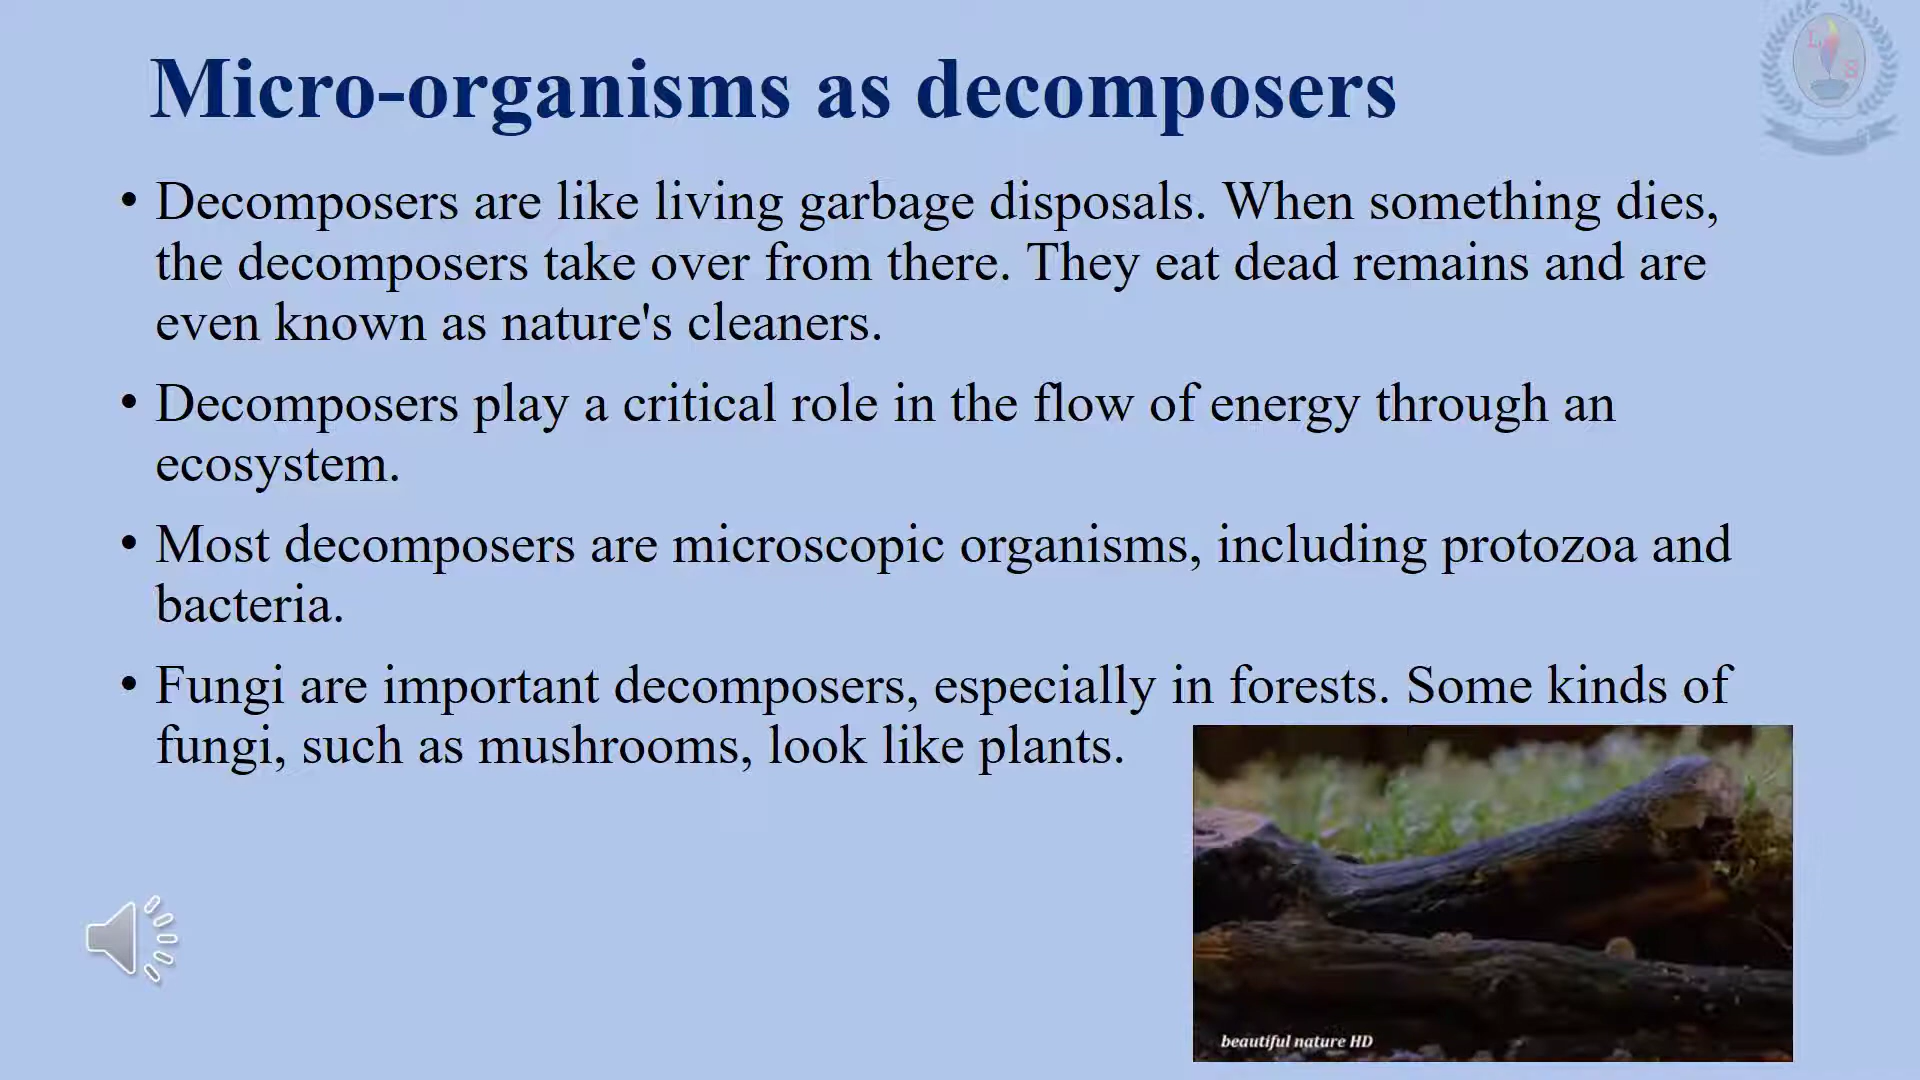 Micro-organisms as decomposers
• Decomposers are like living garbage disposals. When something dies,
the decomposers take over from there. They eat dead remains and are
even known as nature's cleaners.
• Decomposers play a critical role in the flow of energy through an
ecosystem.
• Most decomposers are microscopic organisms, including protozoa and
bacteria.
• Fungi are important decomposers, especially in forests. Some kinds of
fungi, such as mushrooms, look like plants.
beautiful nature HD
L
S